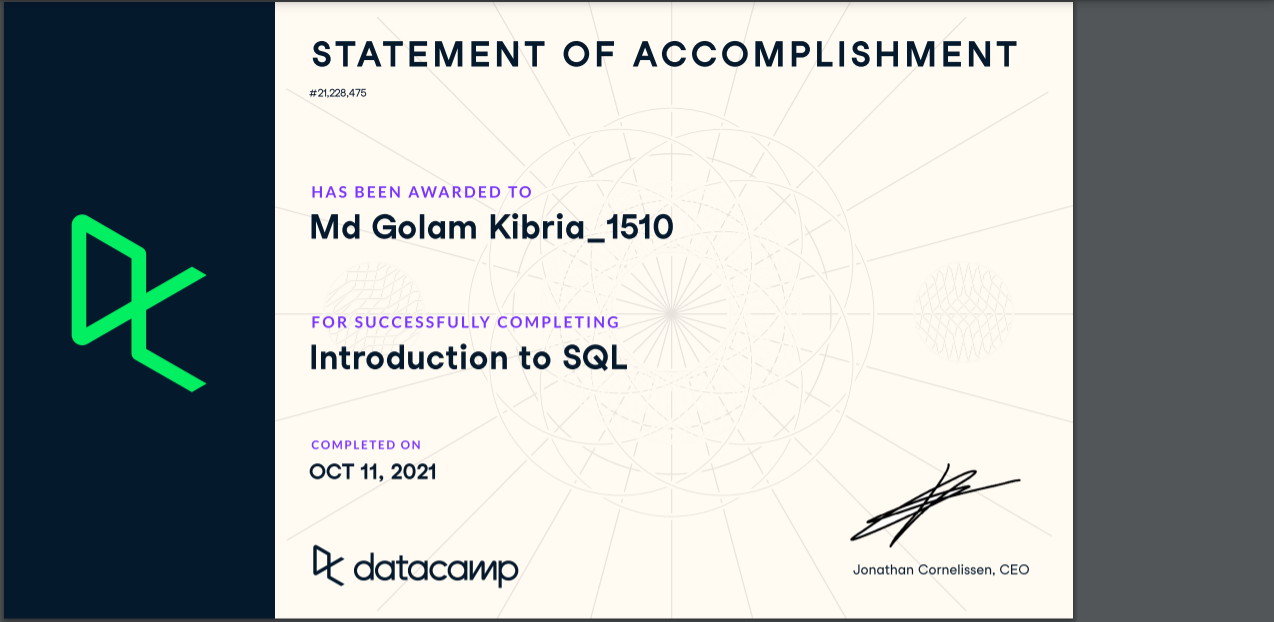 STATEMENT OF ACCOMPLISHMENT
#21,228,475
HAS BEEN AWARDED TO
Md Golam Kibria_1510
FOR SUCCESSFULLY COMPLETING
Introduction to SQL
COMPLETED ON
OCT 11, 2021
datacamp
Jonathan Cornelissen, CEO